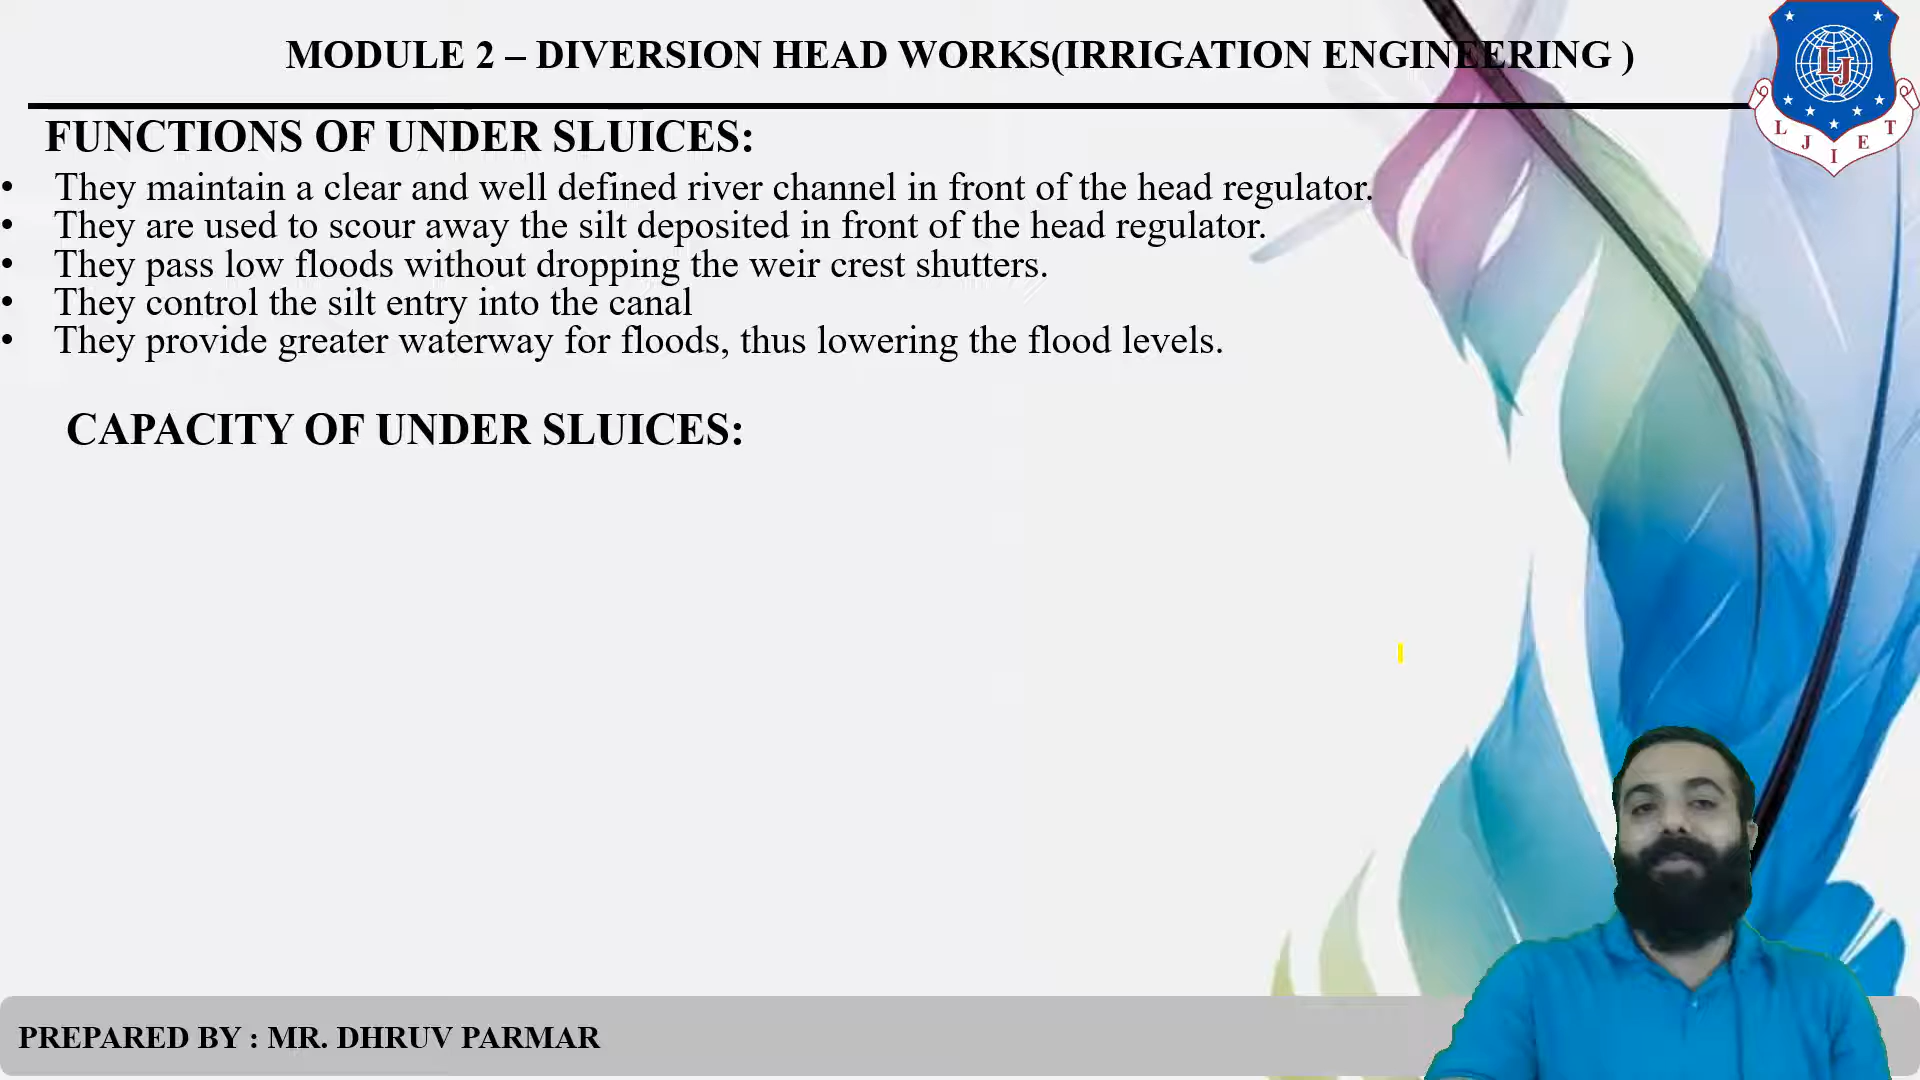 MODULE 2 – DIVERSION HEAD WORKS(IRRIGATION ENGINEERING )
LJ
L J I E T
FUNCTIONS OF UNDER SLUICES:
• They maintain a clear and well defined river channel in front of the head regulator.
• They are used to scour away the silt deposited in front of the head regulator.
• They pass low floods without dropping the weir crest shutters.
• They control the silt entry into the canal
• They provide greater waterway for floods, thus lowering the flood levels.
CAPACITY OF UNDER SLUICES:
PREPARED BY : MR. DHRUV PARMAR